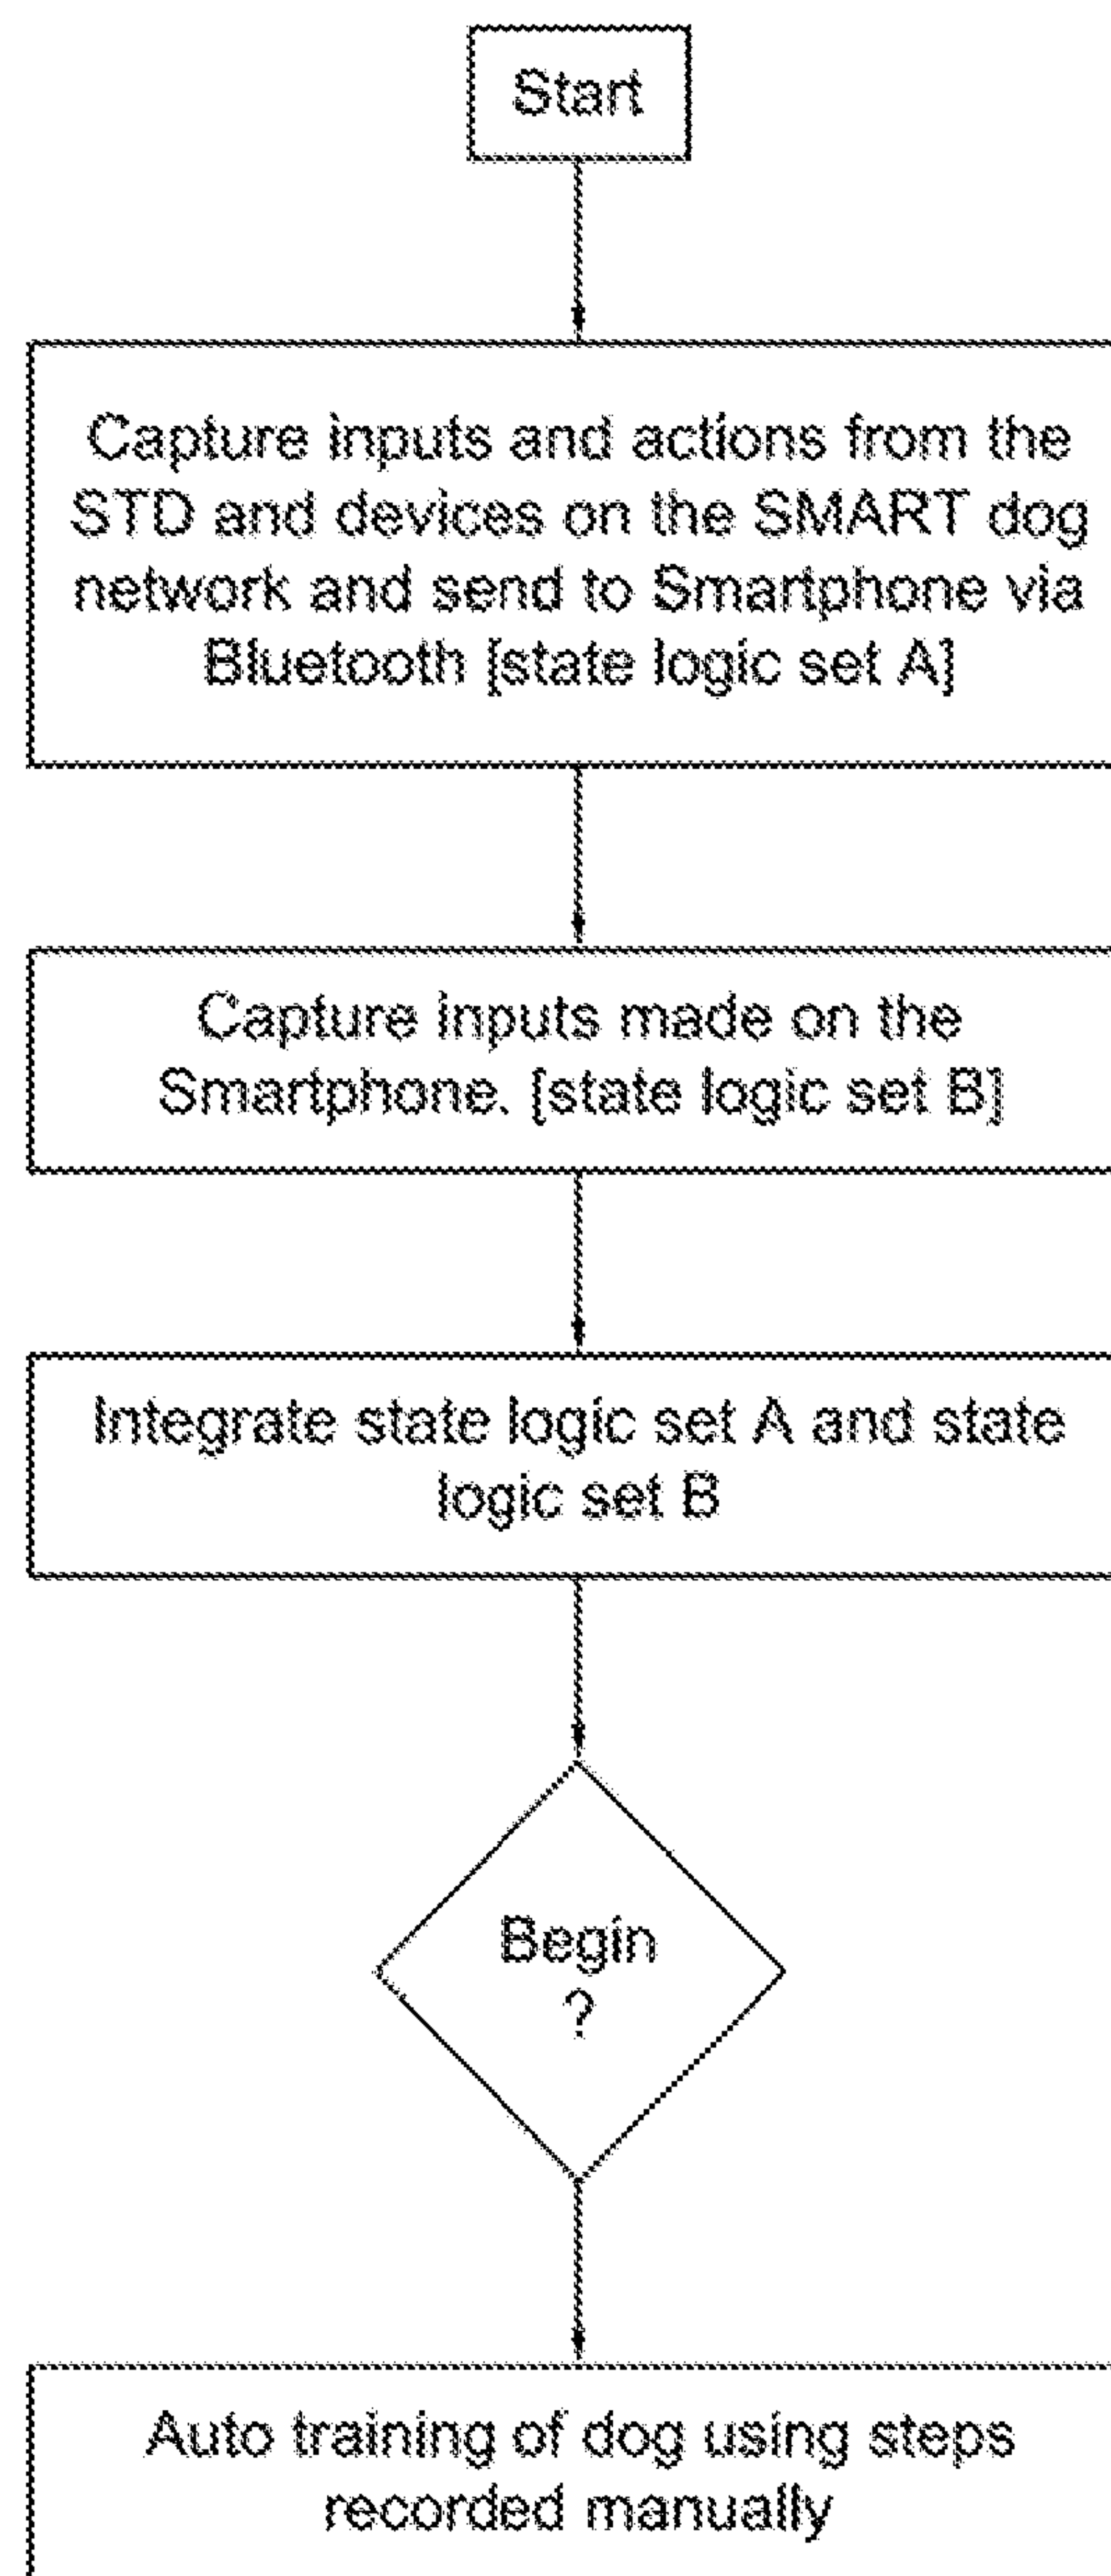 Start
Capture inputs and actions from the
STD and devices on the SMART dog
network and send to Smartphone via
Bluetooth [state logic set A]
Capture inputs made on the
Smartphone. [state logic set B]
Integrate state logic set A and state
logic set B
Begin
?
Auto training of dog using steps
recorded manually